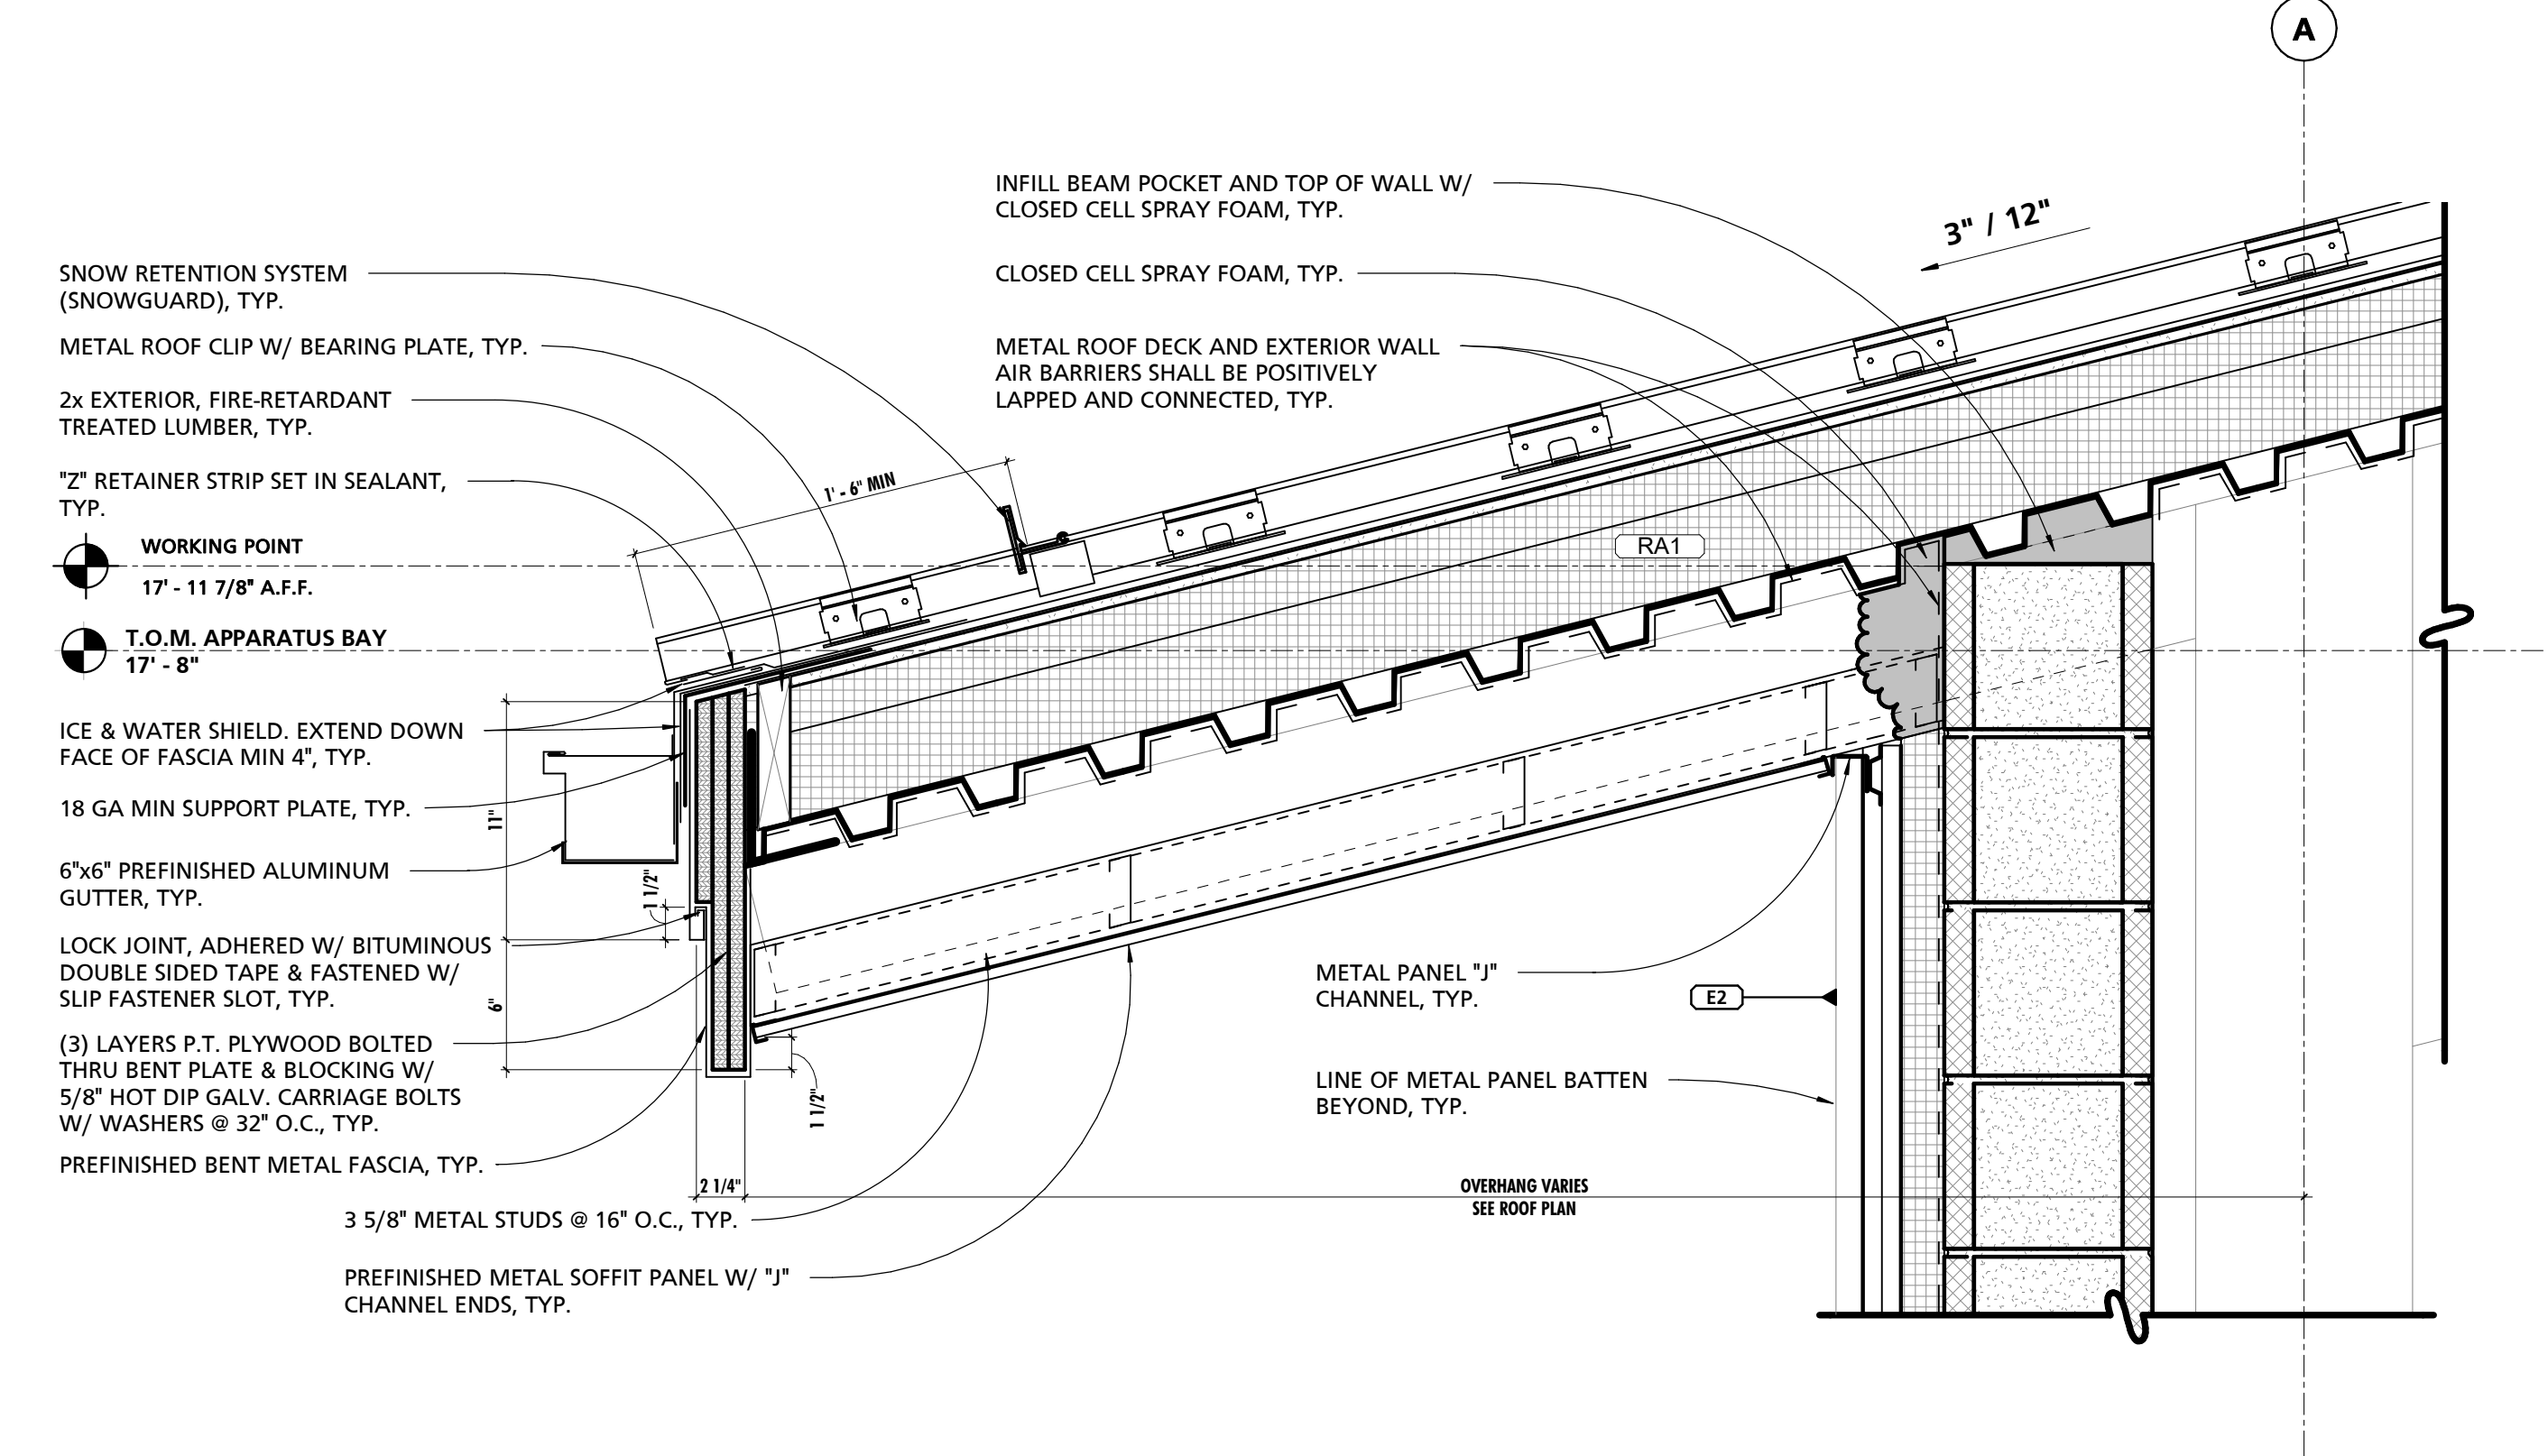 A
INFILL BEAM POCKET AND TOP OF WALL W/
CLOSED CELL SPRAY FOAM, TYP.
3" / 12"
SNOW RETENTION SYSTEM
(SNOWGUARD), TYP.
CLOSED CELL SPRAY FOAM, TYP.
METAL ROOF CLIP W/ BEARING PLATE, TYP.
METAL ROOF DECK AND EXTERIOR WALL
AIR BARRIERS SHALL BE POSITIVELY
LAPPED AND CONNECTED, TYP.
2x EXTERIOR, FIRE-RETARDANT
TREATED LUMBER, TYP.
"Z" RETAINER STRIP SET IN SEALANT,
TYP.
1' - 6" MIN
WORKING POINT
17' - 11 7/8" A.F.F.
RA1
T.O.M. APPARATUS BAY
17' - 8"
ICE & WATER SHIELD. EXTEND DOWN
FACE OF FASCIA MIN 4", TYP.
18 GA MIN SUPPORT PLATE, TYP.
11"
6"x6" PREFINISHED ALUMINUM
GUTTER, TYP.
1 1/2"
LOCK JOINT, ADHERED W/ BITUMINOUS
DOUBLE SIDED TAPE & FASTENED W/
SLIP FASTENER SLOT, TYP.
6"
METAL PANEL "J"
CHANNEL, TYP.
E2
(3) LAYERS P.T. PLYWOOD BOLTED
THRU BENT PLATE & BLOCKING W/
5/8" HOT DIP GALV. CARRIAGE BOLTS
W/ WASHERS @ 32" O.C., TYP.
1 1/2"
LINE OF METAL PANEL BATTEN
BEYOND, TYP.
PREFINISHED BENT METAL FASCIA, TYP.
2 1/4"
OVERHANG VARIES
SEE ROOF PLAN
3 5/8" METAL STUDS @ 16" O.C., TYP.
PREFINISHED METAL SOFFIT PANEL W/ "J"
CHANNEL ENDS, TYP.